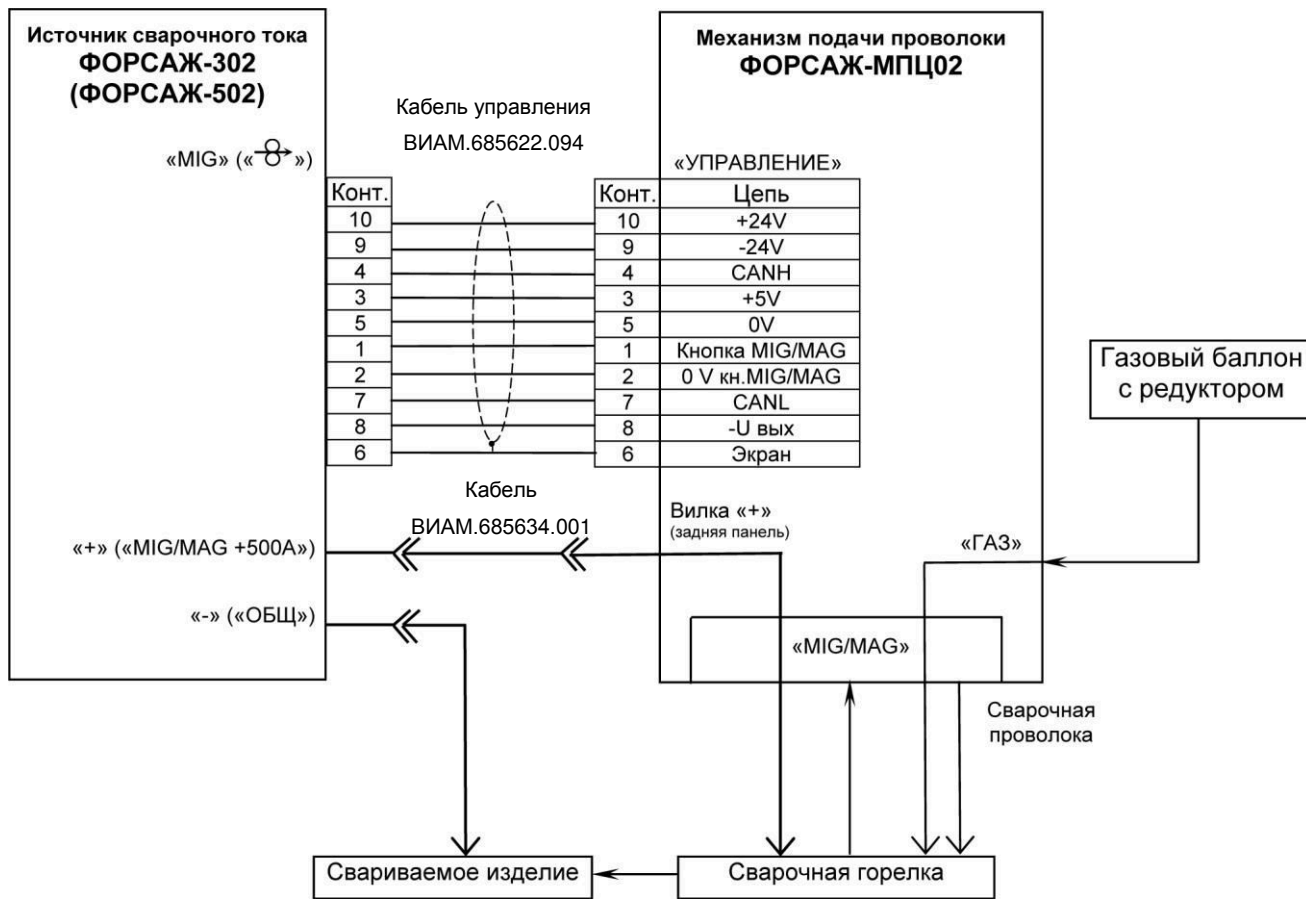 Источник сварочного тока
ФОРСАЖ-302
(ФОРСАЖ-502)
«MIG» (« »)
Кабель управления
ВИАМ.685622.094
Механизм подачи проволоки
ФОРСАЖ-МПЦ02
«УПРАВЛЕНИЕ»
Конт.
10
9
4
3
5
1
2
7
8
6
Конт. Цепь
10 +24V
9 -24V
4 CANH
3 +5V
5 0V
1 Кнопка MIG/MAG
2 0 V кн.MIG/MAG
7 CANL
8 -U вых
6 Экран
Газовый баллон
с редуктором
Кабель
ВИАМ.685634.001
Вилка «+»
(задняя панель)
«+» («MIG/MAG +500А»)
«ГАЗ»
«-» («ОБЩ»)
«MIG/MAG»
Сварочная
проволока
Свариваемое изделие
Сварочная горелка